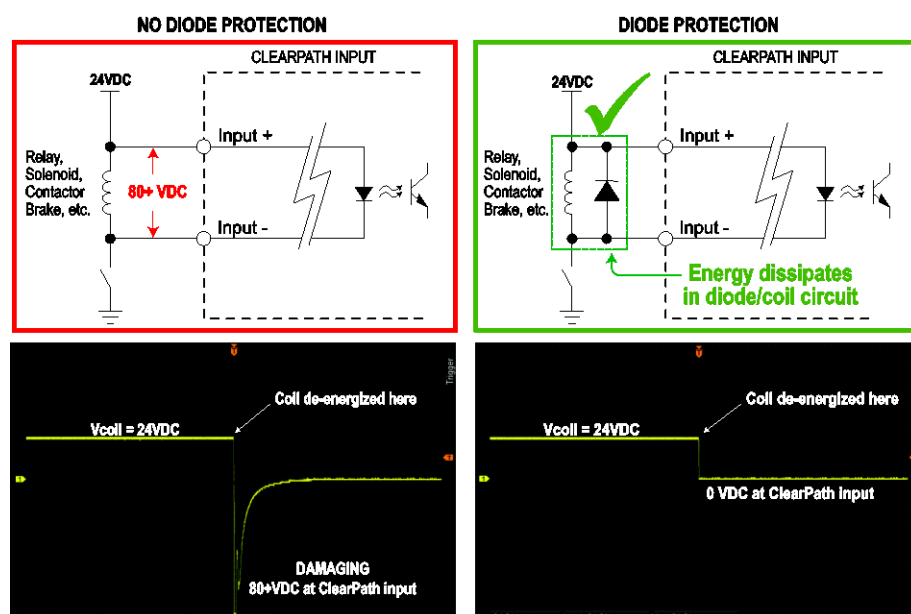 NO DIODE PROTECTION
CLEARPATH INPUT
24VDC
Input +
Relay,
Solenoid,
Contactor
Brake, etc.
80+ VDC
Input -
DIODE PROTECTION
CLEARPATH INPUT
24VDC
Input +
Relay,
Solenoid,
Contactor
Brake, etc.
Input -
Energy dissipates
in diode/coil circuit
T
Trigger
Coil de-energized here
Vcoil = 24VDC
T
1
DAMAGING
80+VDC at ClearPath input
T
Coil de-energized here
Vcoil = 24VDC
1
0 VDC at ClearPath input